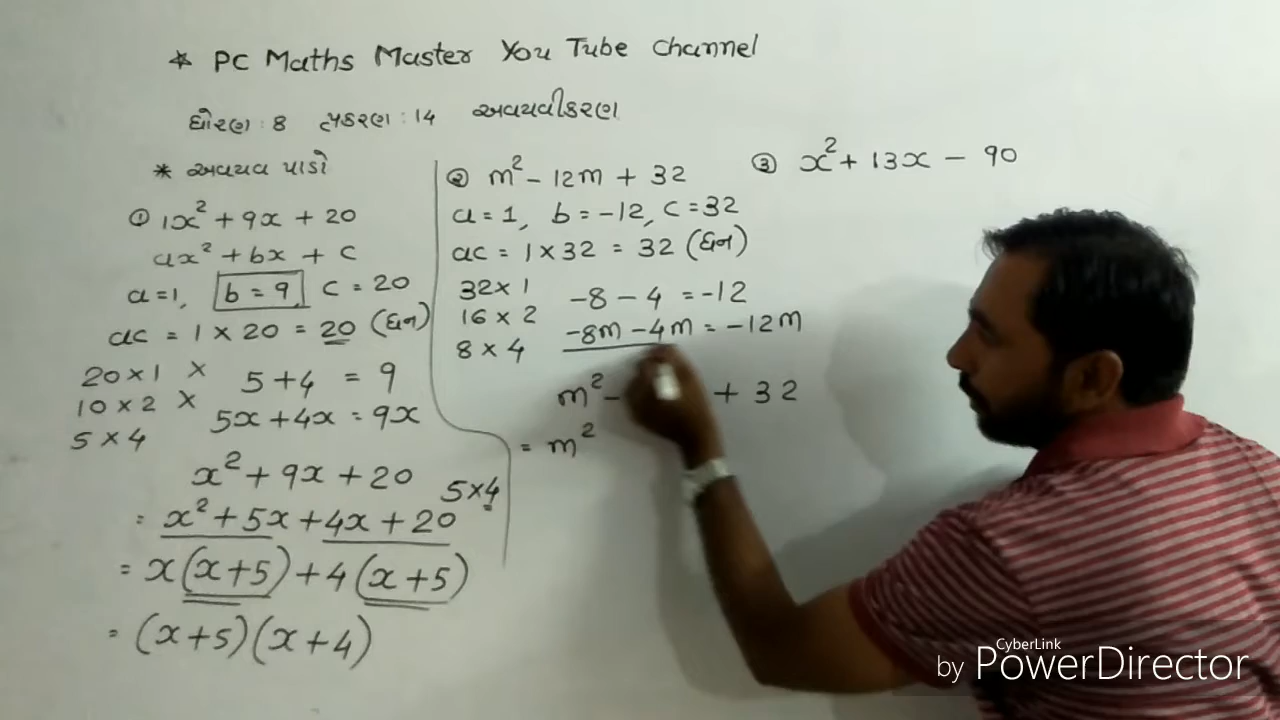 * PC Maths Master You Tube Channel
ધોરણ : 8 પ્રકરણ : 14 અવયવીકરણ
* અવયવ પાડો
① 1x² + 9x + 20
ax² + bx + c
a=1, b = 9, c = 20
ac = 1 × 20 = 20 (ધન)
20 × 1 ×
10 × 2 ×
5 × 4
5 + 4 = 9
5x + 4x = 9x
x² + 9x + 20
5×4
= x² + 5x + 4x + 20
= x(x+5) + 4(x+5)
= (x+5)(x+4)
② m² - 12m + 32
a = 1, b = -12, c = 32
ac = 1 × 32 = 32 (ધન)
32 × 1
16 × 2
8 × 4
-8 - 4 = -12
-8m - 4m = -12m
m² - + 32
= m²
③ x² + 13x - 90
CyberLink
by PowerDirector